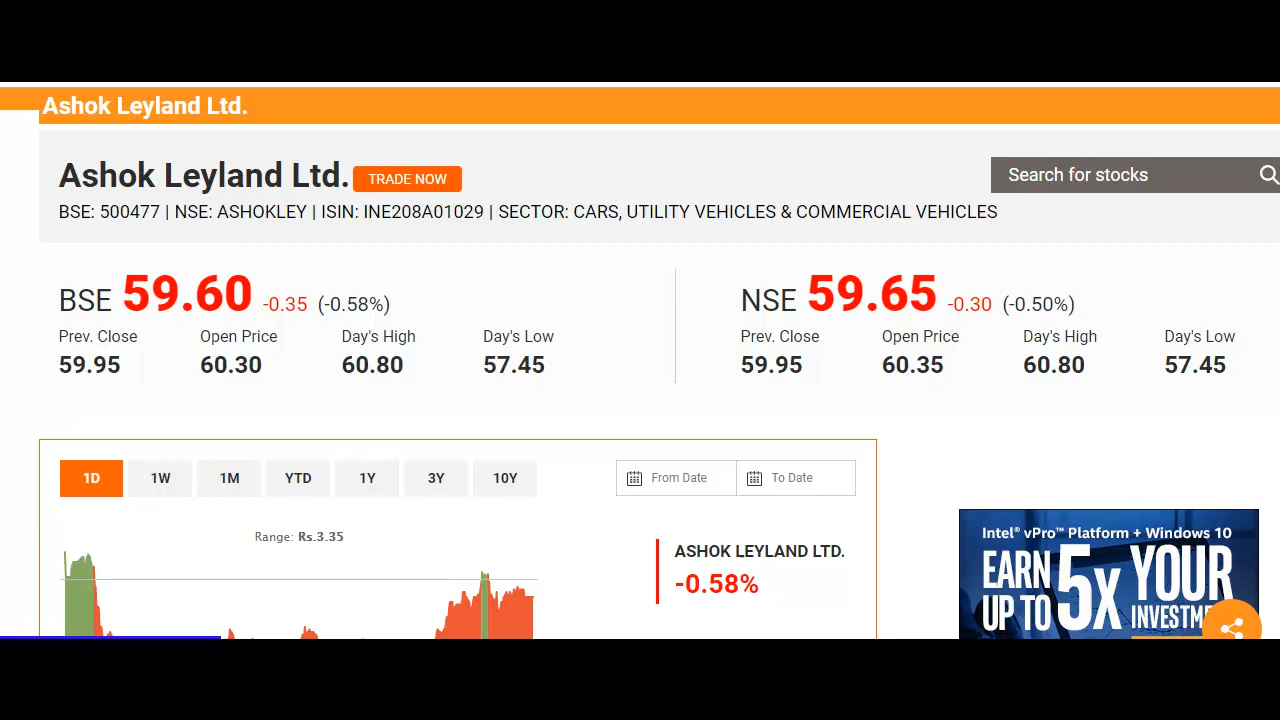 Ashok Leyland Ltd.
Ashok Leyland Ltd. TRADE NOW
Search for stocks
BSE: 500477 | NSE: ASHOKLEY | ISIN: INE208A01029 | SECTOR: CARS, UTILITY VEHICLES & COMMERCIAL VEHICLES
BSE 59.60 -0.35 (-0.58%)
Prev. Close Open Price Day's High Day's Low
59.95 60.30 60.80 57.45
NSE 59.65 -0.30 (-0.50%)
Prev. Close Open Price Day's High Day's Low
59.95 60.35 60.80 57.45
1D 1W 1M YTD 1Y 3Y 10Y
From Date To Date
Range: Rs.3.35
ASHOK LEYLAND LTD.
-0.58%
Intel® vPro™ Platform + Windows 10
EARN UP TO 5X YOUR